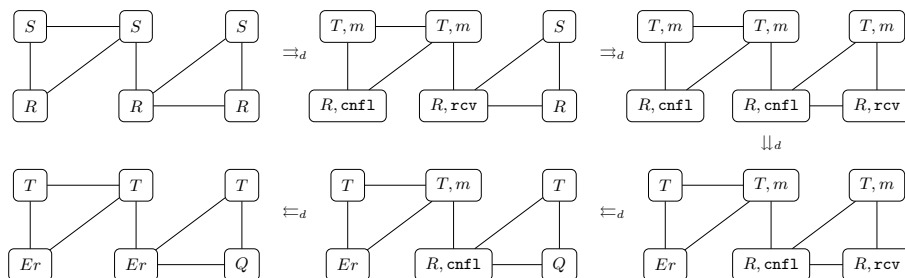 S S S ⇉d T, m T, m S ⇉d T, m T, m T, m
R R R R, cnfl R, rcv R R, cnfl R, cnfl R, rcv
⇊d
T T T ⇇d T T, m T ⇇d T T, m T, m
Er Er Q Er R, cnfl Q Er R, cnfl R, rcv